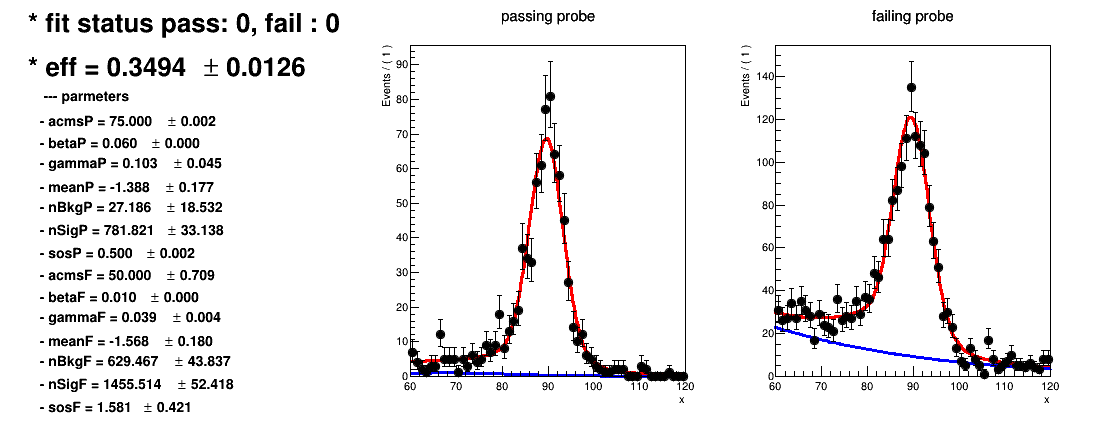 * fit status pass: 0, fail : 0
* eff = 0.3494 ± 0.0126
--- parmeters
- acmsP = 75.000 ± 0.002
- betaP = 0.060 ± 0.000
- gammaP = 0.103 ± 0.045
- meanP = -1.388 ± 0.177
- nBkgP = 27.186 ± 18.532
- nSigP = 781.821 ± 33.138
- sosP = 0.500 ± 0.002
- acmsF = 50.000 ± 0.709
- betaF = 0.010 ± 0.000
- gammaF = 0.039 ± 0.004
- meanF = -1.568 ± 0.180
- nBkgF = 629.467 ± 43.837
- nSigF = 1455.514 ± 52.418
- sosF = 1.581 ± 0.421
passing probe
Events / ( 1 )
90
80
70
60
50
40
30
20
10
0
60 70 80 90 100 110 120
x
failing probe
Events / ( 1 )
140
120
100
80
60
40
20
0
60 70 80 90 100 110 120
x